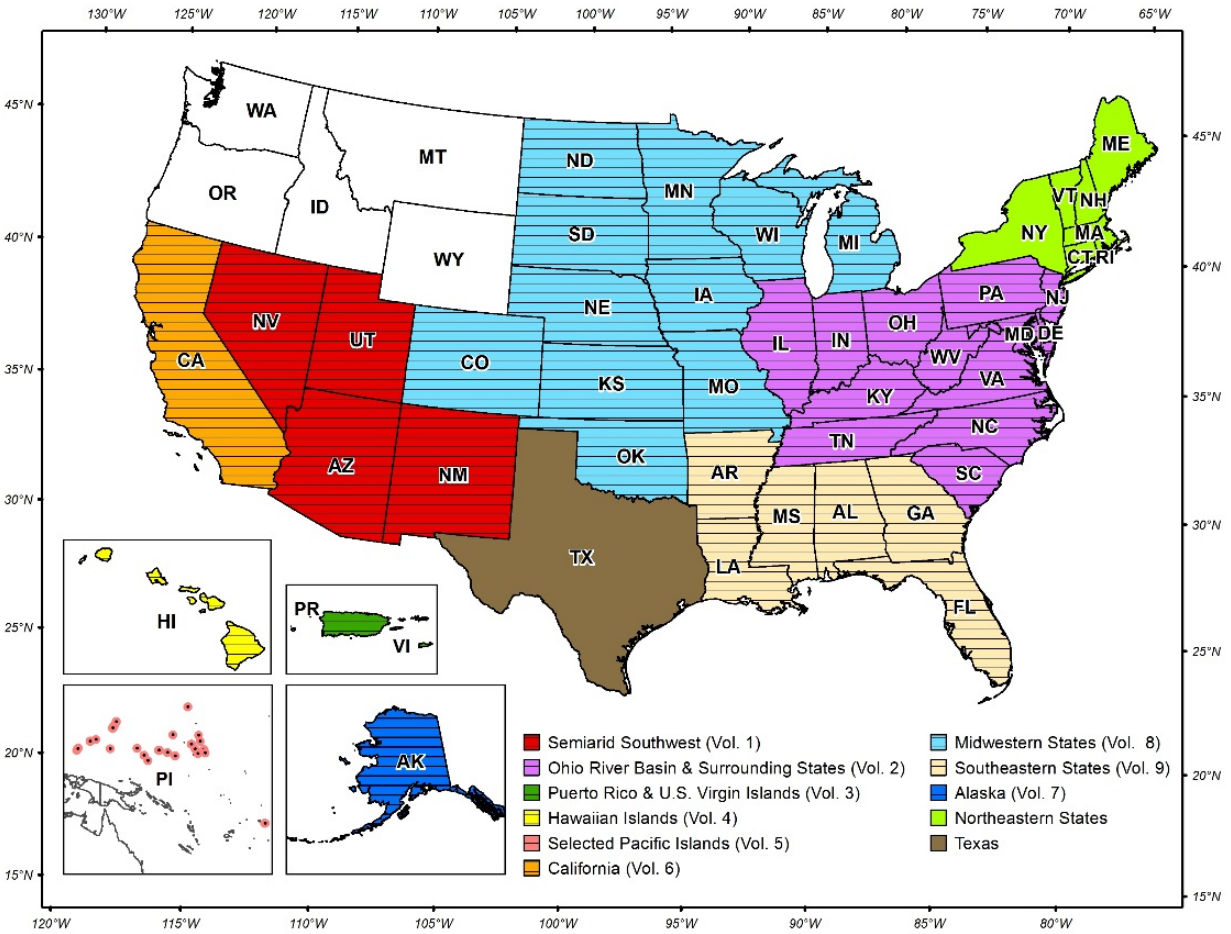 130°W 115°W 110°W 105°W 100°W 95°W 90°W 85°W 80°W 75°W 70°W 65°W
45°N
45°N
WA
MT
ND
MN
ME
OR
ID
VT
NH
SD
WI
MI
NY
MA
CT
RI
40°N
40°N
WY
NE
IA
PA
NJ
NV
UT
CO
KS
MO
IL
IN
OH
MD
DE
WV
CA
VA
35°N
35°N
KY
NC
TN
AZ
NM
OK
AR
SC
30°N
30°N
MS
AL
GA
TX
LA
FL
HI
PR
VI
25°N
25°N
PI
AK
20°N
20°N
Semiarid Southwest (Vol. 1)
Ohio River Basin & Surrounding States (Vol. 2)
Puerto Rico & U.S. Virgin Islands (Vol. 3)
Hawaiian Islands (Vol. 4)
Selected Pacific Islands (Vol. 5)
California (Vol. 6)
Midwestern States (Vol. 8)
Southeastern States (Vol. 9)
Alaska (Vol. 7)
Northeastern States
Texas
15°N
15°N
120°W 115°W 110°W 105°W 100°W 95°W 90°W 85°W 80°W